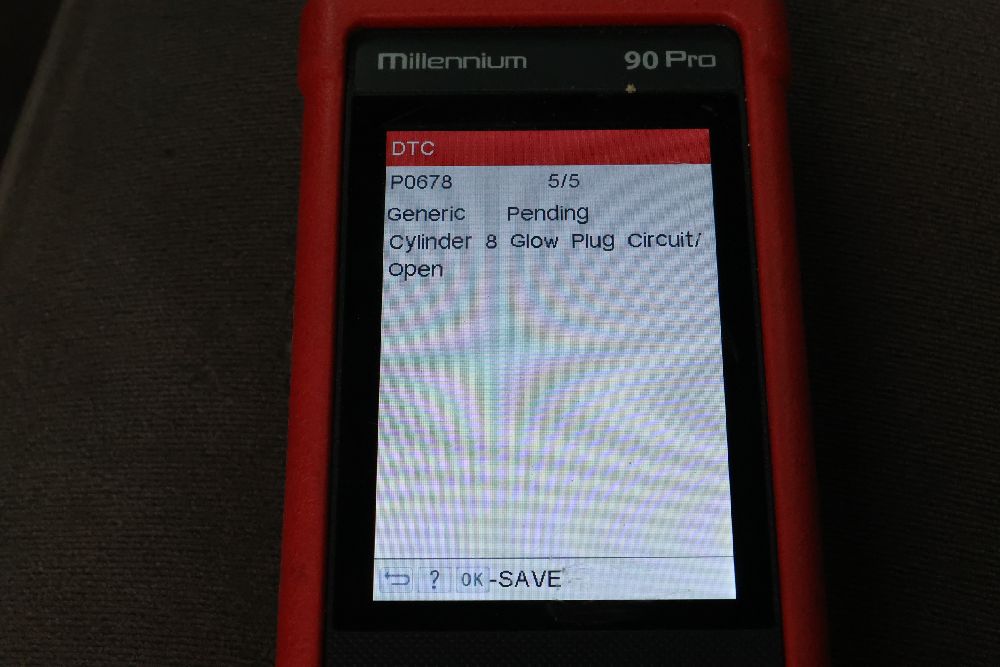 Millennium 90 Pro
DTC
P0678 5/5
Generic Pending
Cylinder 8 Glow Plug Circuit/
Open
? OK-SAVE